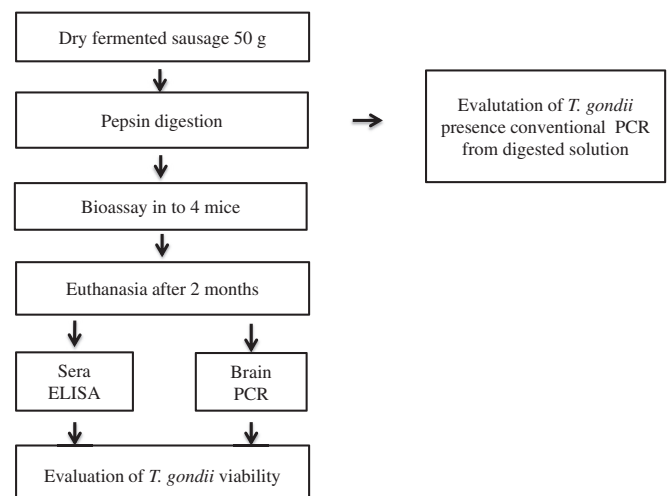 Dry fermented sausage 50 g
Pepsin digestion
Evalutation of T. gondii
presence conventional PCR
from digested solution
Bioassay in to 4 mice
Euthanasia after 2 months
Sera
ELISA
Brain
PCR
Evaluation of T. gondii viability